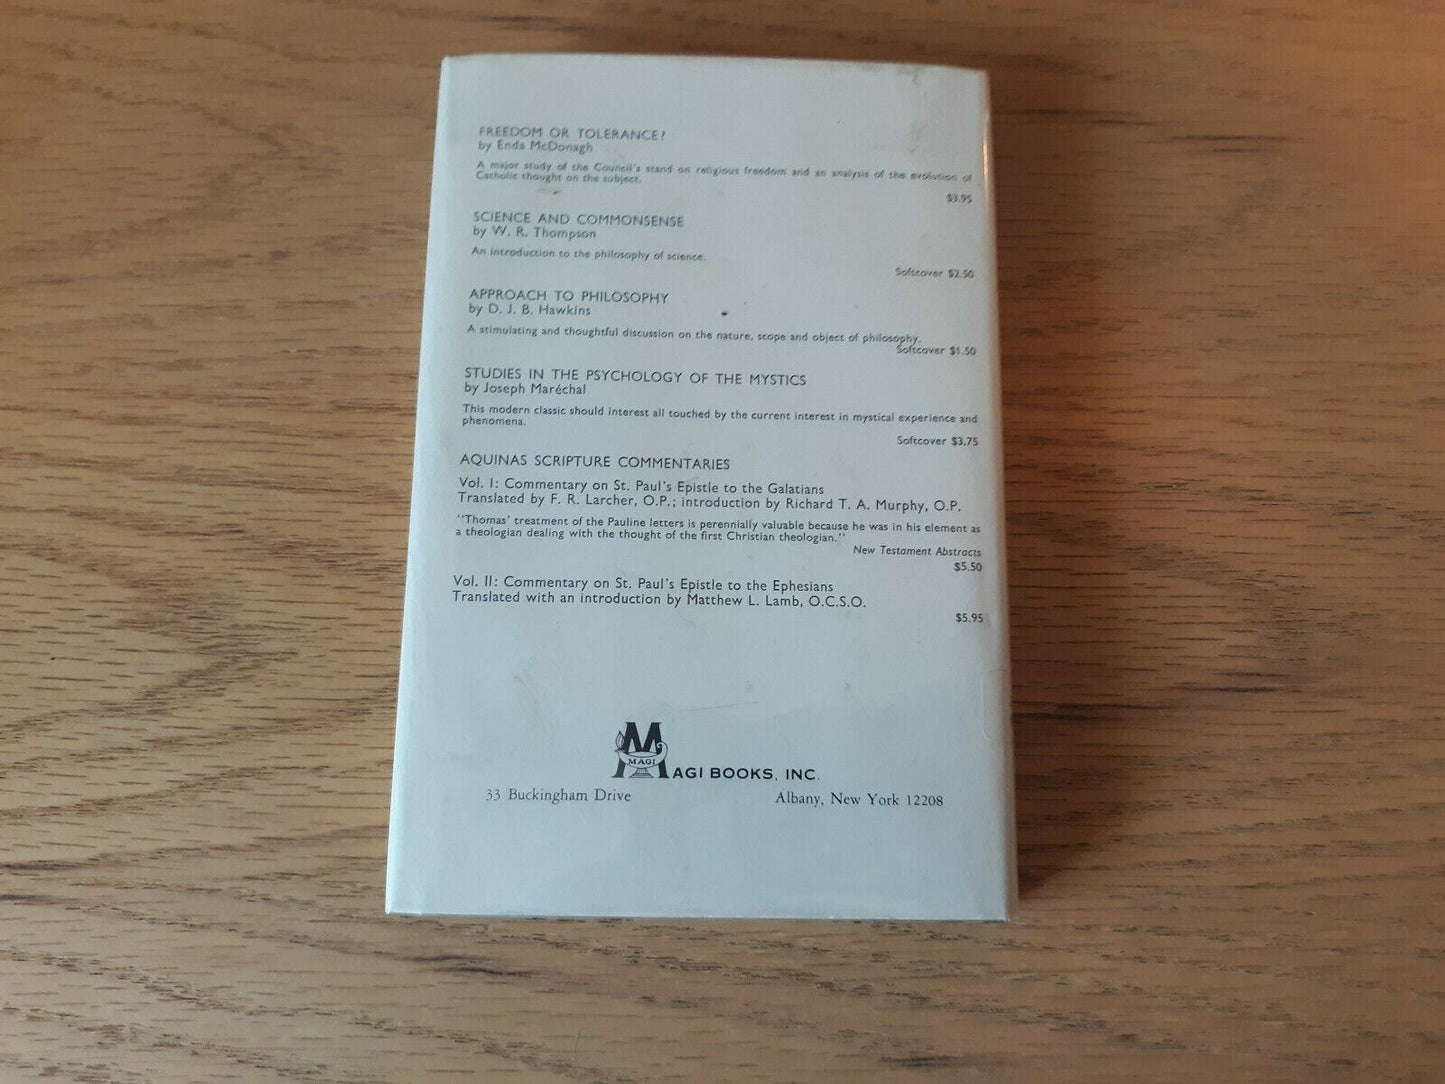 FREEDOM OR TOLERANCE?
by Enda McDonagh
A major study of the Council's stand on religious freedom and an analysis of the evolution of
Catholic thought on the subject.
$3.95
SCIENCE AND COMMONSENSE
by W. R. Thompson
An introduction to the philosophy of science.
Softcover $2.50
APPROACH TO PHILOSOPHY
by D. J. B. Hawkins
A stimulating and thoughtful discussion on the nature, scope and object of philosophy.
Softcover $1.50
STUDIES IN THE PSYCHOLOGY OF THE MYSTICS
by Joseph Maréchal
This modern classic should interest all touched by the current interest in mystical experience and
phenomena.
Softcover $3.75
AQUINAS SCRIPTURE COMMENTARIES
Vol. I: Commentary on St. Paul's Epistle to the Galatians
Translated by F. R. Larcher, O.P.; introduction by Richard T. A. Murphy, O.P.
"Thomas' treatment of the Pauline letters is perennially valuable because he was in his element as
a theologian dealing with the thought of the first Christian theologian."
New Testament Abstracts
$5.50
Vol. II: Commentary on St. Paul's Epistle to the Ephesians
Translated with an introduction by Matthew L. Lamb, O.C.S.O.
$5.95
MAGI
MAGI BOOKS, INC.
33 Buckingham Drive Albany, New York 12208